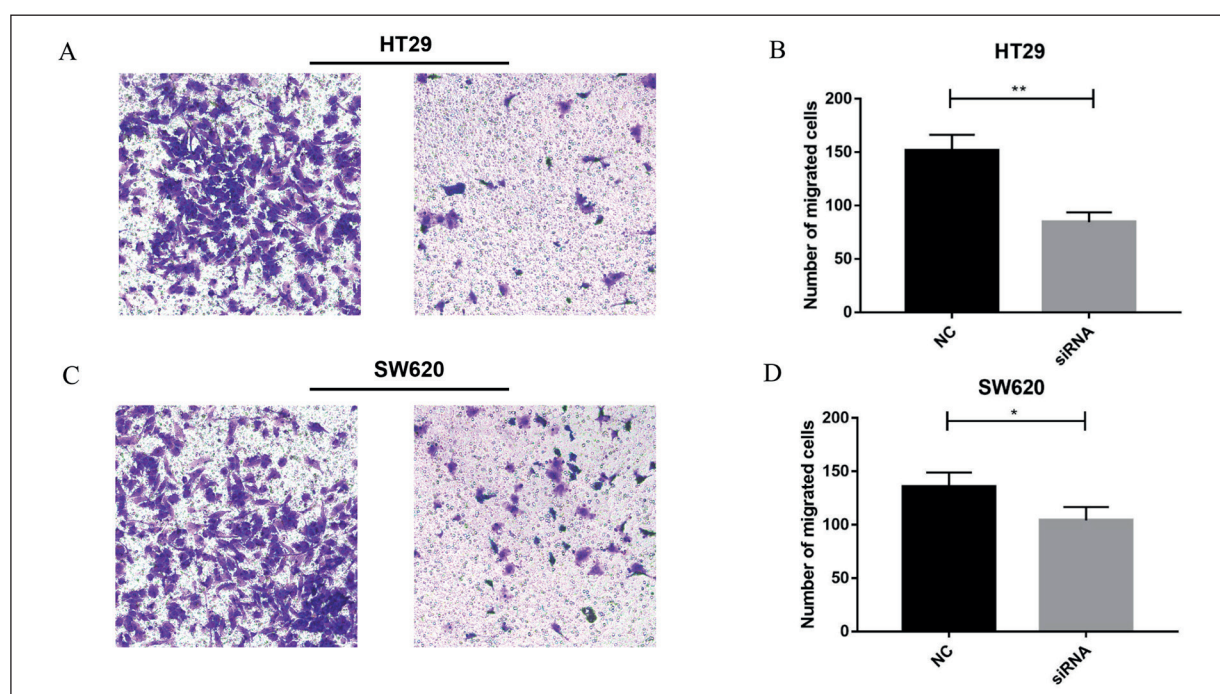 A
HT29
B
HT29
**
Number of migrated cells
200
150
100
50
0
NC
siRNA
C
SW620
D
SW620
*
Number of migrated cells
200
150
100
50
0
NC
siRNA